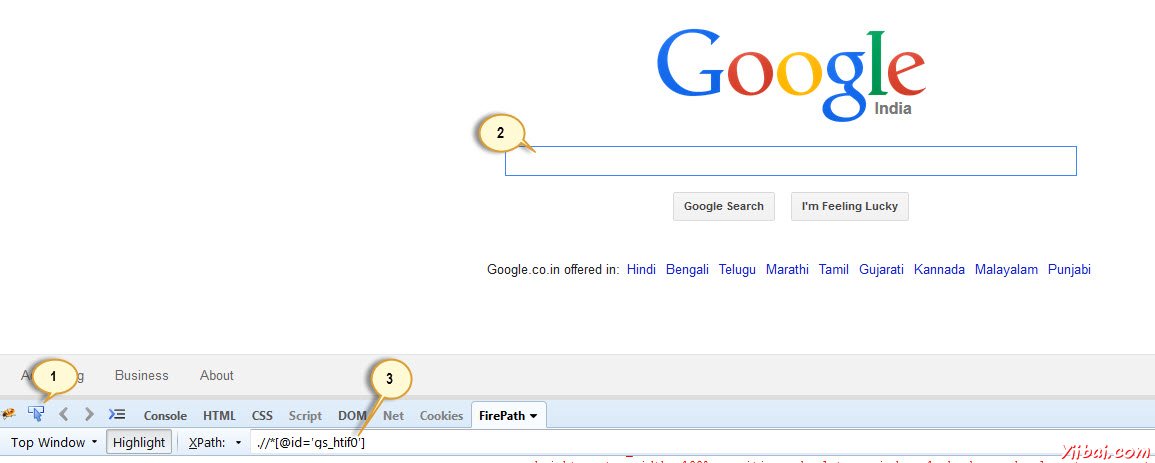 Google
India
2
Google Search I'm Feeling Lucky
Google.co.in offered in: Hindi Bengali Telugu Marathi Tamil Gujarati Kannada Malayalam Punjabi
1
Business About
3
Console HTML CSS Script DOM Net Cookies FirePath
Top Window Highlight XPath: .//*[@id='gs_htif0']
Yiibai.com